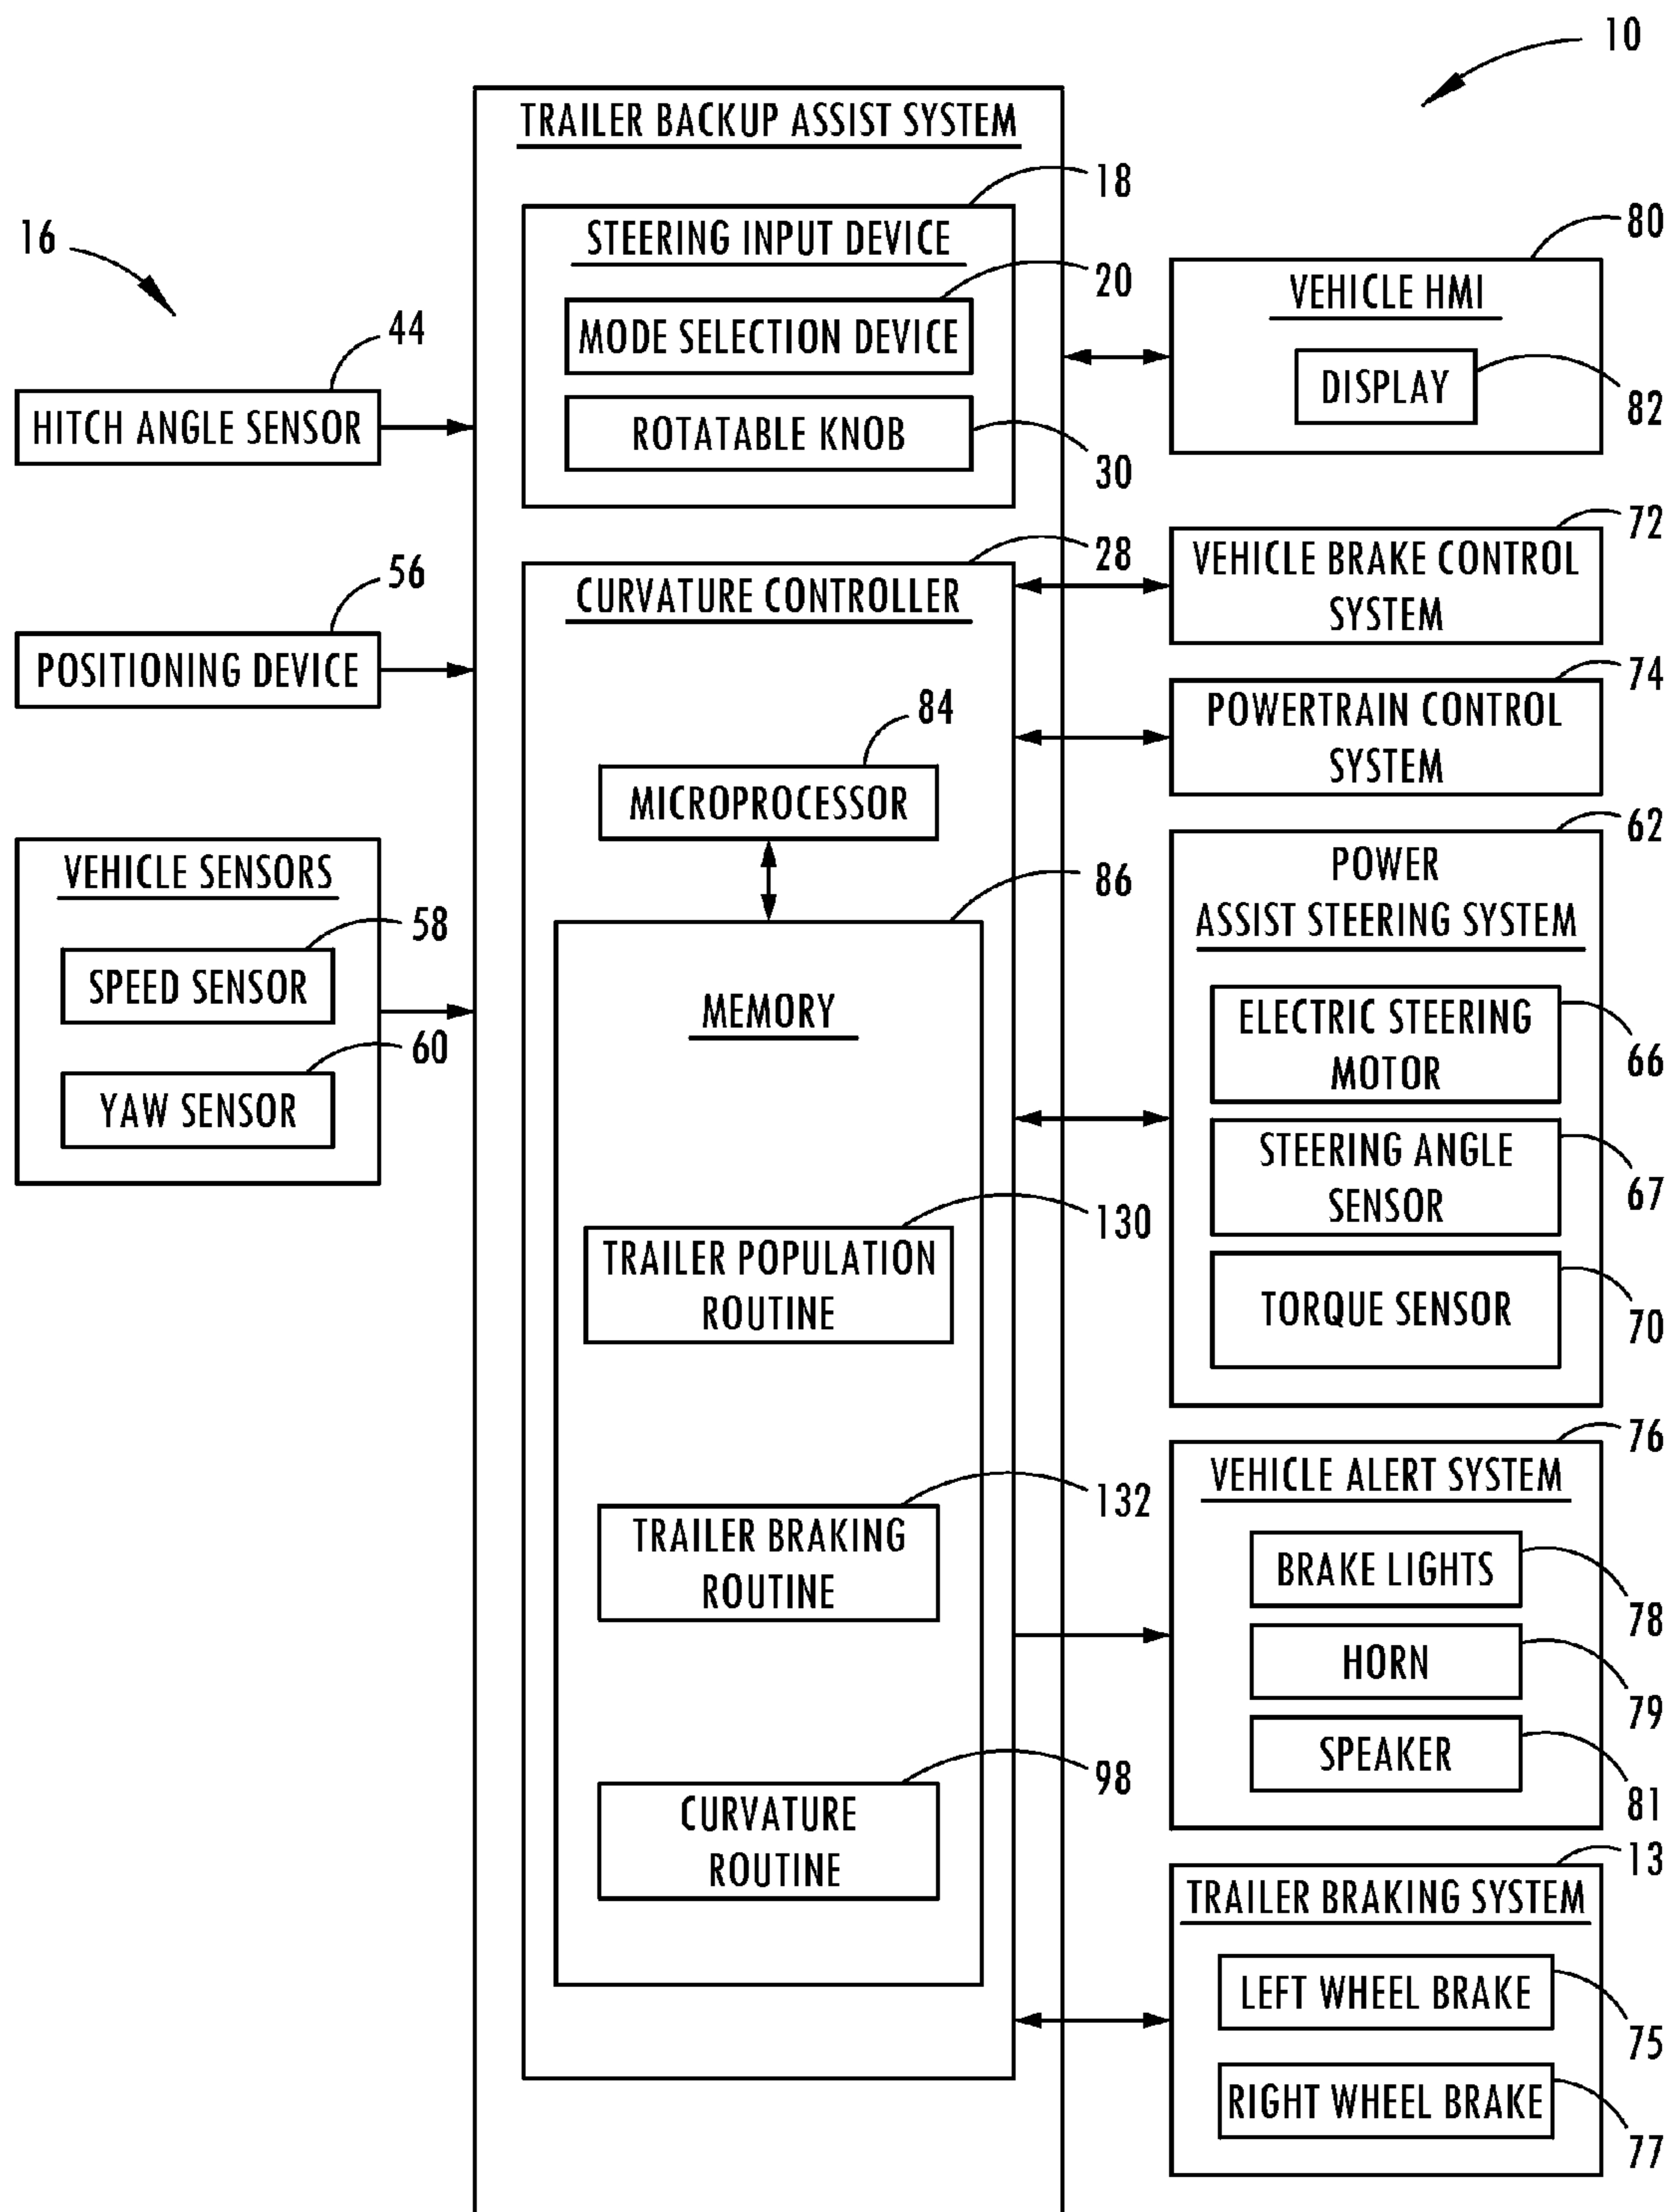 10
TRAILER BACKUP ASSIST SYSTEM
16
18
STEERING INPUT DEVICE
20
MODE SELECTION DEVICE
ROTATABLE KNOB
30
44
HITCH ANGLE SENSOR
56
POSITIONING DEVICE
VEHICLE SENSORS
58
SPEED SENSOR
60
YAW SENSOR
28
CURVATURE CONTROLLER
84
MICROPROCESSOR
86
MEMORY
130
TRAILER POPULATION
ROUTINE
132
TRAILER BRAKING
ROUTINE
98
CURVATURE
ROUTINE
80
VEHICLE HMI
DISPLAY
82
72
VEHICLE BRAKE CONTROL
SYSTEM
74
POWERTRAIN CONTROL
SYSTEM
62
POWER
ASSIST STEERING SYSTEM
ELECTRIC STEERING
MOTOR
66
STEERING ANGLE
SENSOR
67
TORQUE SENSOR
70
76
VEHICLE ALERT SYSTEM
BRAKE LIGHTS
78
HORN
79
SPEAKER
81
13
TRAILER BRAKING SYSTEM
LEFT WHEEL BRAKE
75
RIGHT WHEEL BRAKE
77